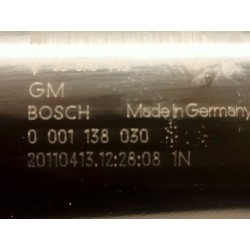 GM
BOSCH Made In Germany
0 001 138 030
20110413.12:28:08 1N